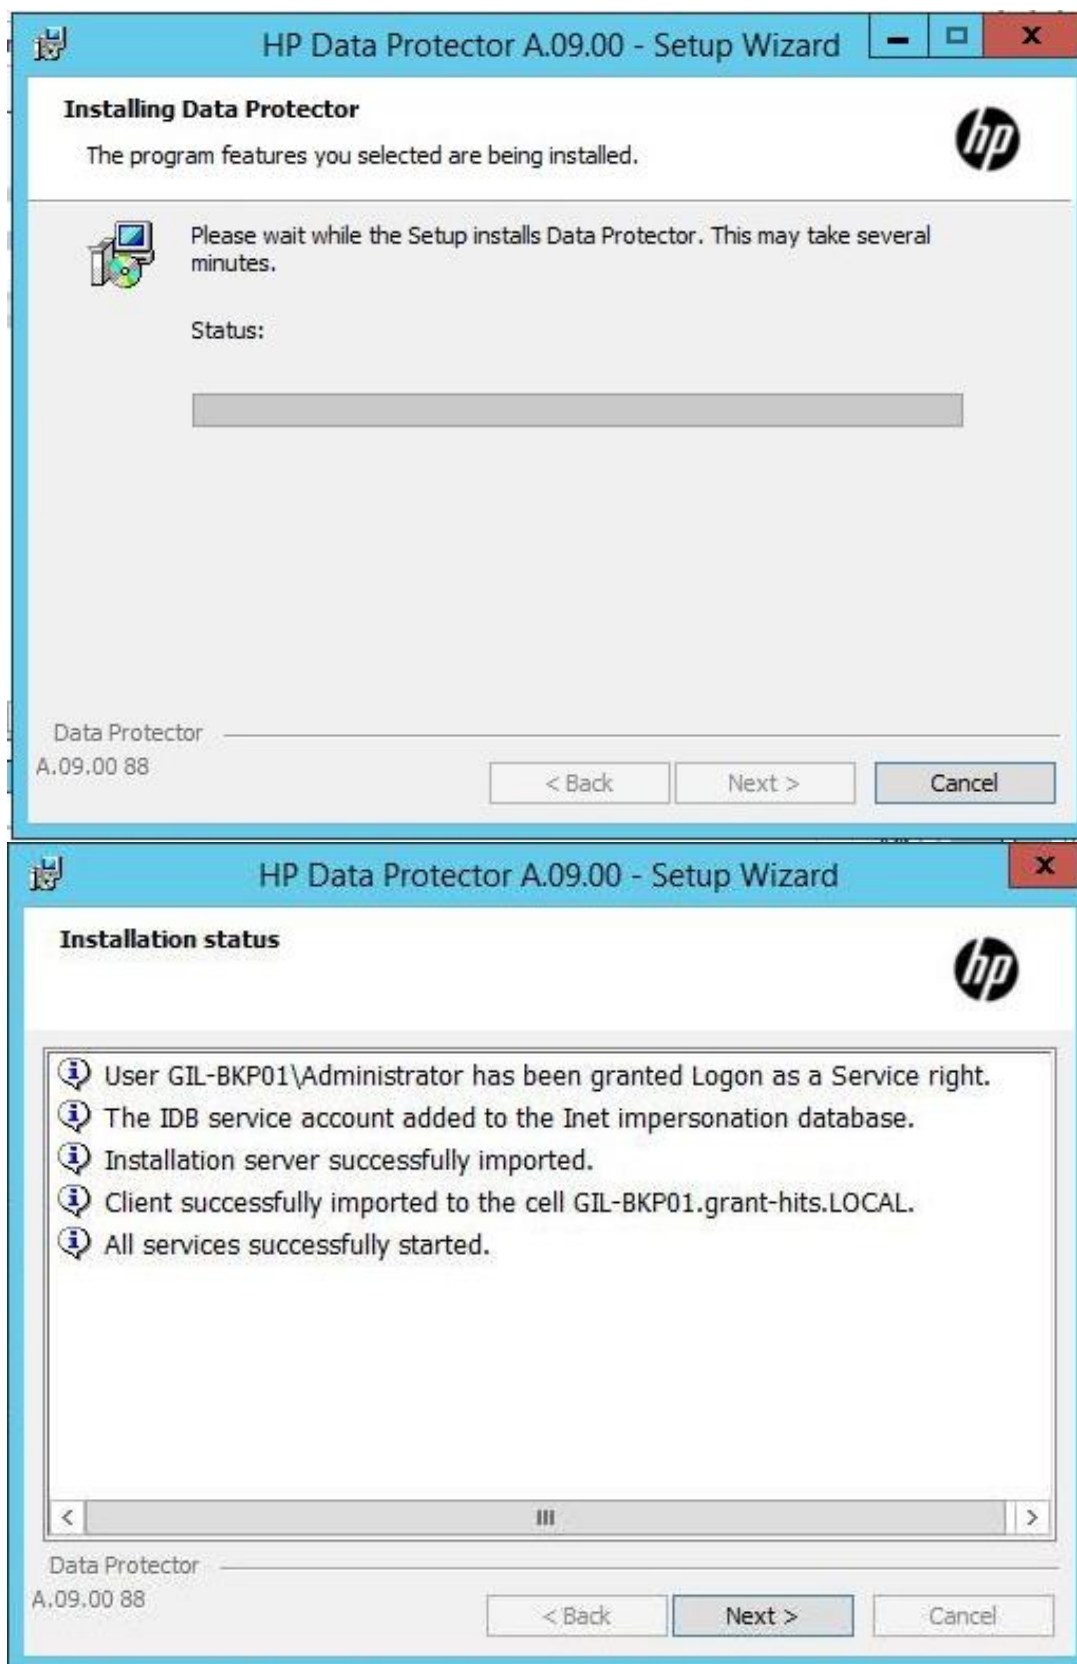 HP Data Protector A.09.00 - Setup Wizard
Installing Data Protector
The program features you selected are being installed.
hp
Please wait while the Setup installs Data Protector. This may take several
minutes.
Status:
Data Protector
A.09.00 88
< Back
Next >
Cancel
HP Data Protector A.09.00 - Setup Wizard
Installation status
hp
User GIL-BKP01\Administrator has been granted Logon as a Service right.
The IDB service account added to the Inet impersonation database.
Installation server successfully imported.
Client successfully imported to the cell GIL-BKP01.grant-hits.LOCAL.
All services successfully started.
Data Protector
A.09.00 88
< Back
Next >
Cancel